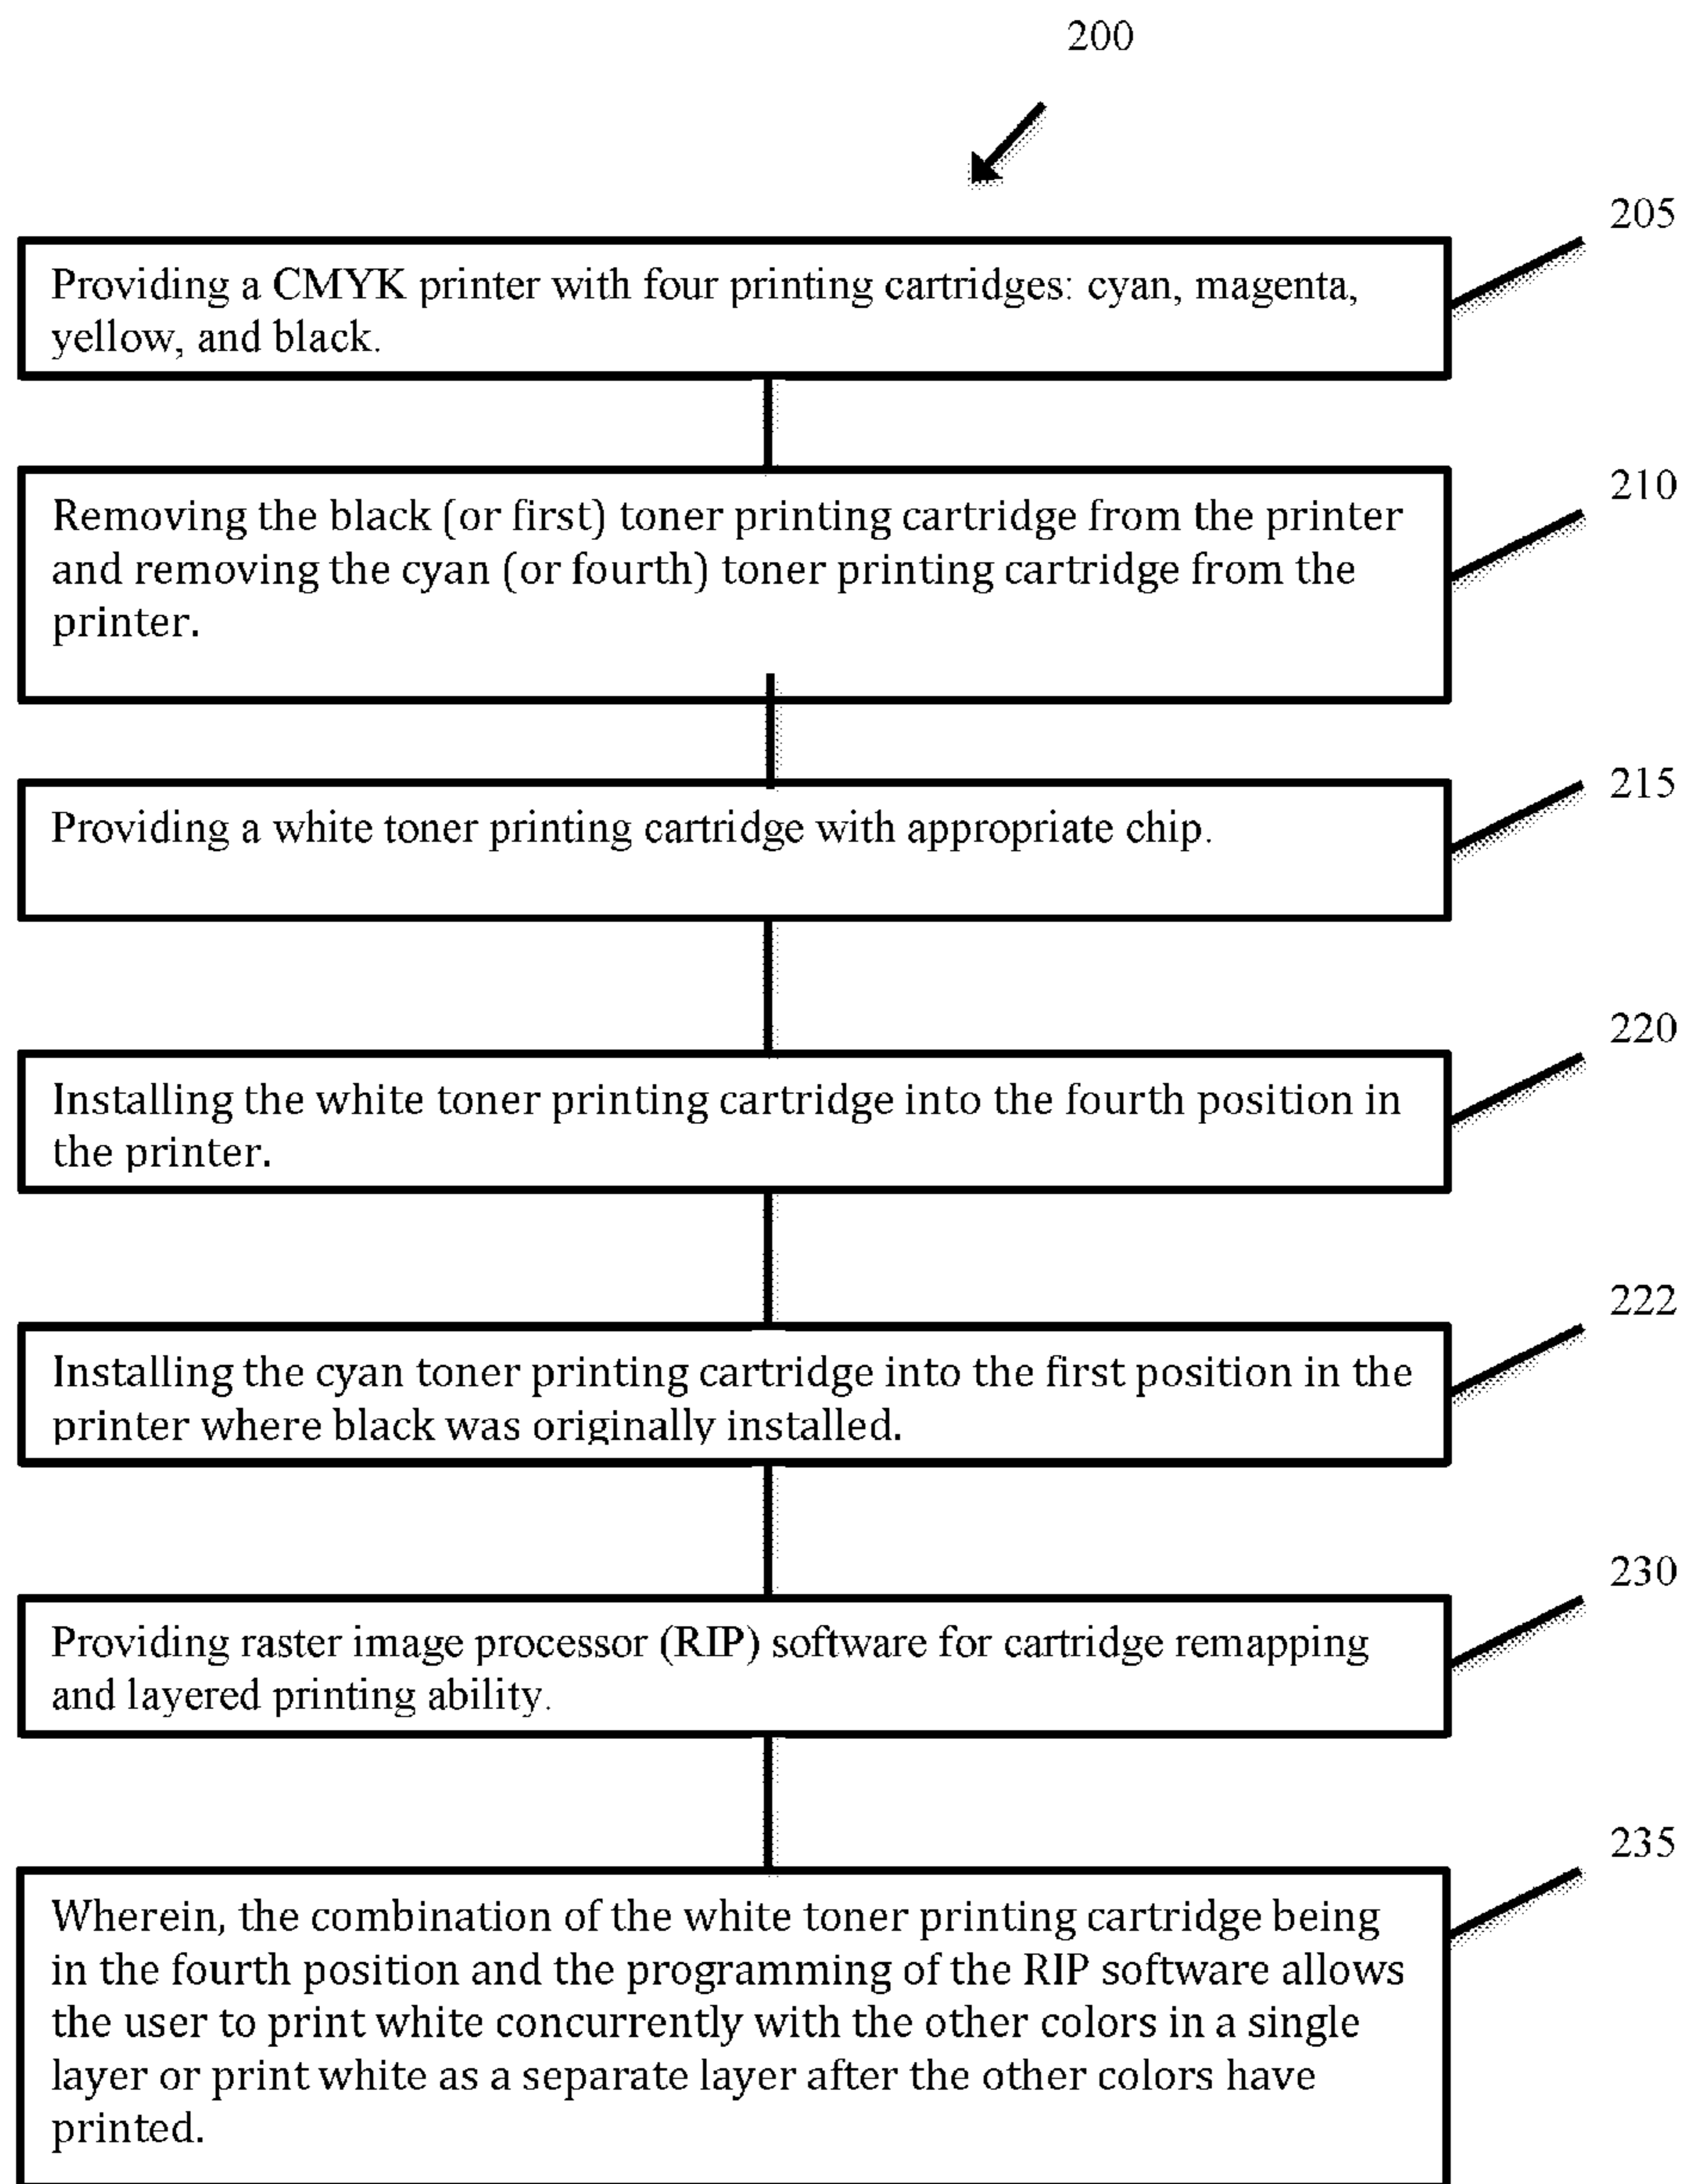 200
205
Providing a CMYK printer with four printing cartridges: cyan, magenta,
yellow, and black.
210
Removing the black (or first) toner printing cartridge from the printer
and removing the cyan (or fourth) toner printing cartridge from the
printer.
215
Providing a white toner printing cartridge with appropriate chip.
220
Installing the white toner printing cartridge into the fourth position in
the printer.
222
Installing the cyan toner printing cartridge into the first position in the
printer where black was originally installed.
230
Providing raster image processor (RIP) software for cartridge remapping
and layered printing ability.
235
Wherein, the combination of the white toner printing cartridge being
in the fourth position and the programming of the RIP software allows
the user to print white concurrently with the other colors in a single
layer or print white as a separate layer after the other colors have
printed.